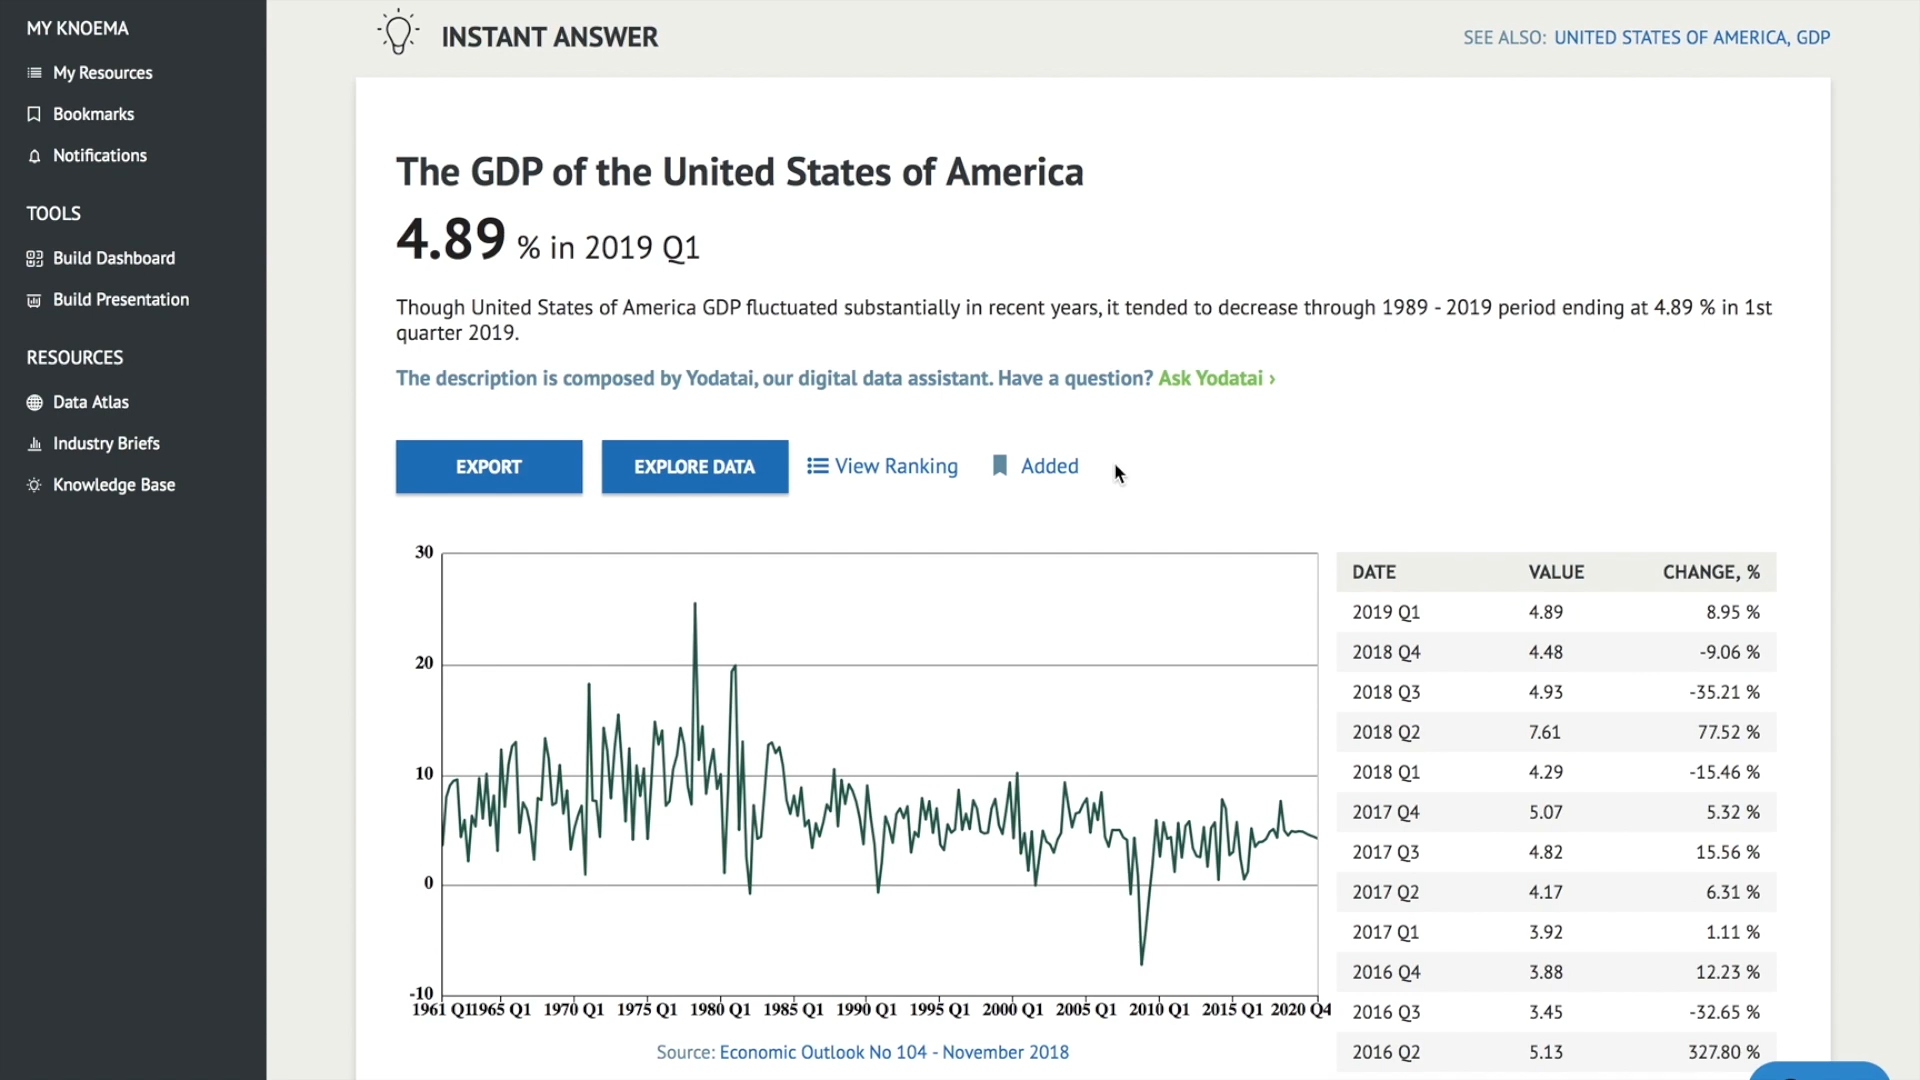 MY KNOEMA
My Resources
Bookmarks
Notifications
TOOLS
Build Dashboard
Build Presentation
RESOURCES
Data Atlas
Industry Briefs
Knowledge Base
INSTANT ANSWER
SEE ALSO: UNITED STATES OF AMERICA, GDP
The GDP of the United States of America
4.89 % in 2019 Q1
Though United States of America GDP fluctuated substantially in recent years, it tended to decrease through 1989 - 2019 period ending at 4.89 % in 1st
quarter 2019.
The description is composed by Yodatai, our digital data assistant. Have a question? Ask Yodatai ›
EXPORT
EXPLORE DATA
View Ranking
Added
30
20
10
0
-10
1961 Q1 1965 Q1 1970 Q1 1975 Q1 1980 Q1 1985 Q1 1990 Q1 1995 Q1 2000 Q1 2005 Q1 2010 Q1 2015 Q1 2020 Q4
Source: Economic Outlook No 104 - November 2018
DATE VALUE CHANGE, %
2019 Q1 4.89 8.95 %
2018 Q4 4.48 -9.06 %
2018 Q3 4.93 -35.21 %
2018 Q2 7.61 77.52 %
2018 Q1 4.29 -15.46 %
2017 Q4 5.07 5.32 %
2017 Q3 4.82 15.56 %
2017 Q2 4.17 6.31 %
2017 Q1 3.92 1.11 %
2016 Q4 3.88 12.23 %
2016 Q3 3.45 -32.65 %
2016 Q2 5.13 327.80 %